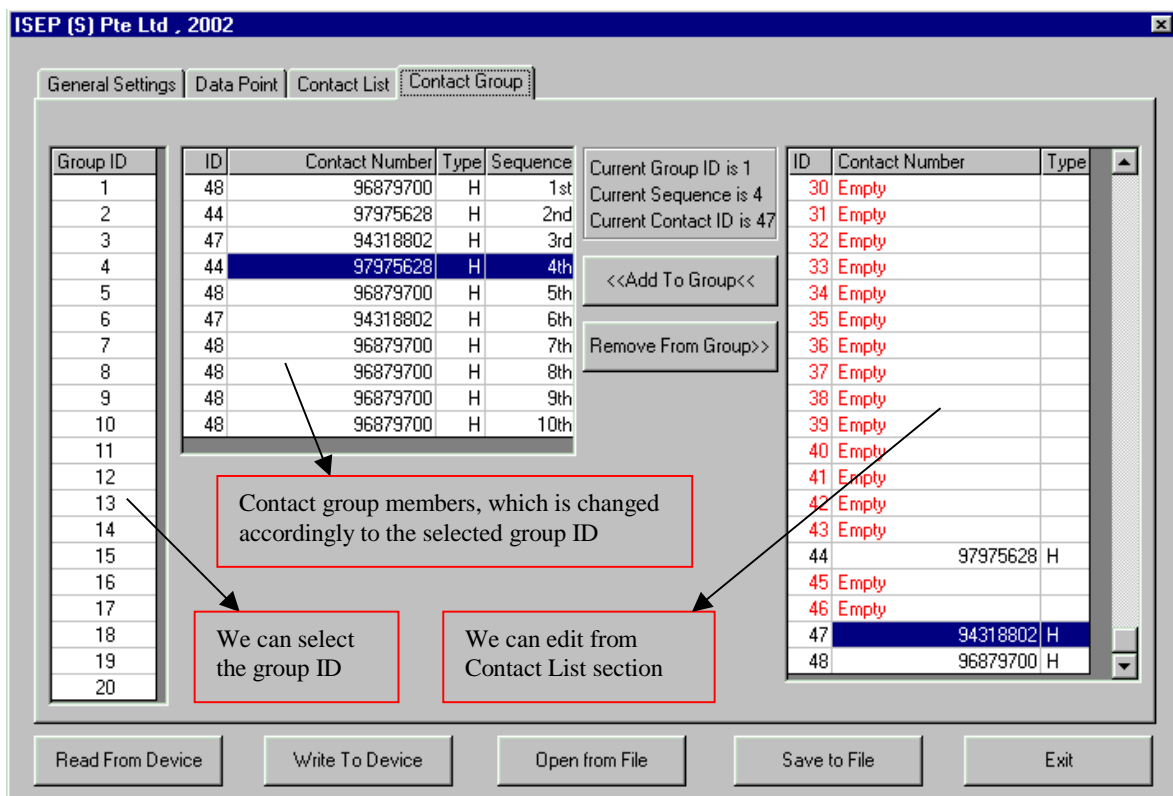 ISEP (S) Pte Ltd , 2002
General Settings Data Point Contact List Contact Group
Group ID
1
2
3
4
5
6
7
8
9
10
11
12
13
14
15
16
17
18
19
20
ID Contact Number Type Sequence
48 96879700 H 1st
44 97975628 H 2nd
47 94318802 H 3rd
44 97975628 H 4th
48 96879700 H 5th
47 94318802 H 6th
48 96879700 H 7th
48 96879700 H 8th
48 96879700 H 9th
48 96879700 H 10th
Current Group ID is 1
Current Sequence is 4
Current Contact ID is 47
<<Add To Group<<
Remove From Group>>
ID Contact Number Type
30 Empty
31 Empty
32 Empty
33 Empty
34 Empty
35 Empty
36 Empty
37 Empty
38 Empty
39 Empty
40 Empty
41 Empty
42 Empty
43 Empty
44 97975628 H
45 Empty
46 Empty
47 94318802 H
48 96879700 H
Contact group members, which is changed
accordingly to the selected group ID
We can select
the group ID
We can edit from
Contact List section
Read From Device Write To Device Open from File Save to File Exit